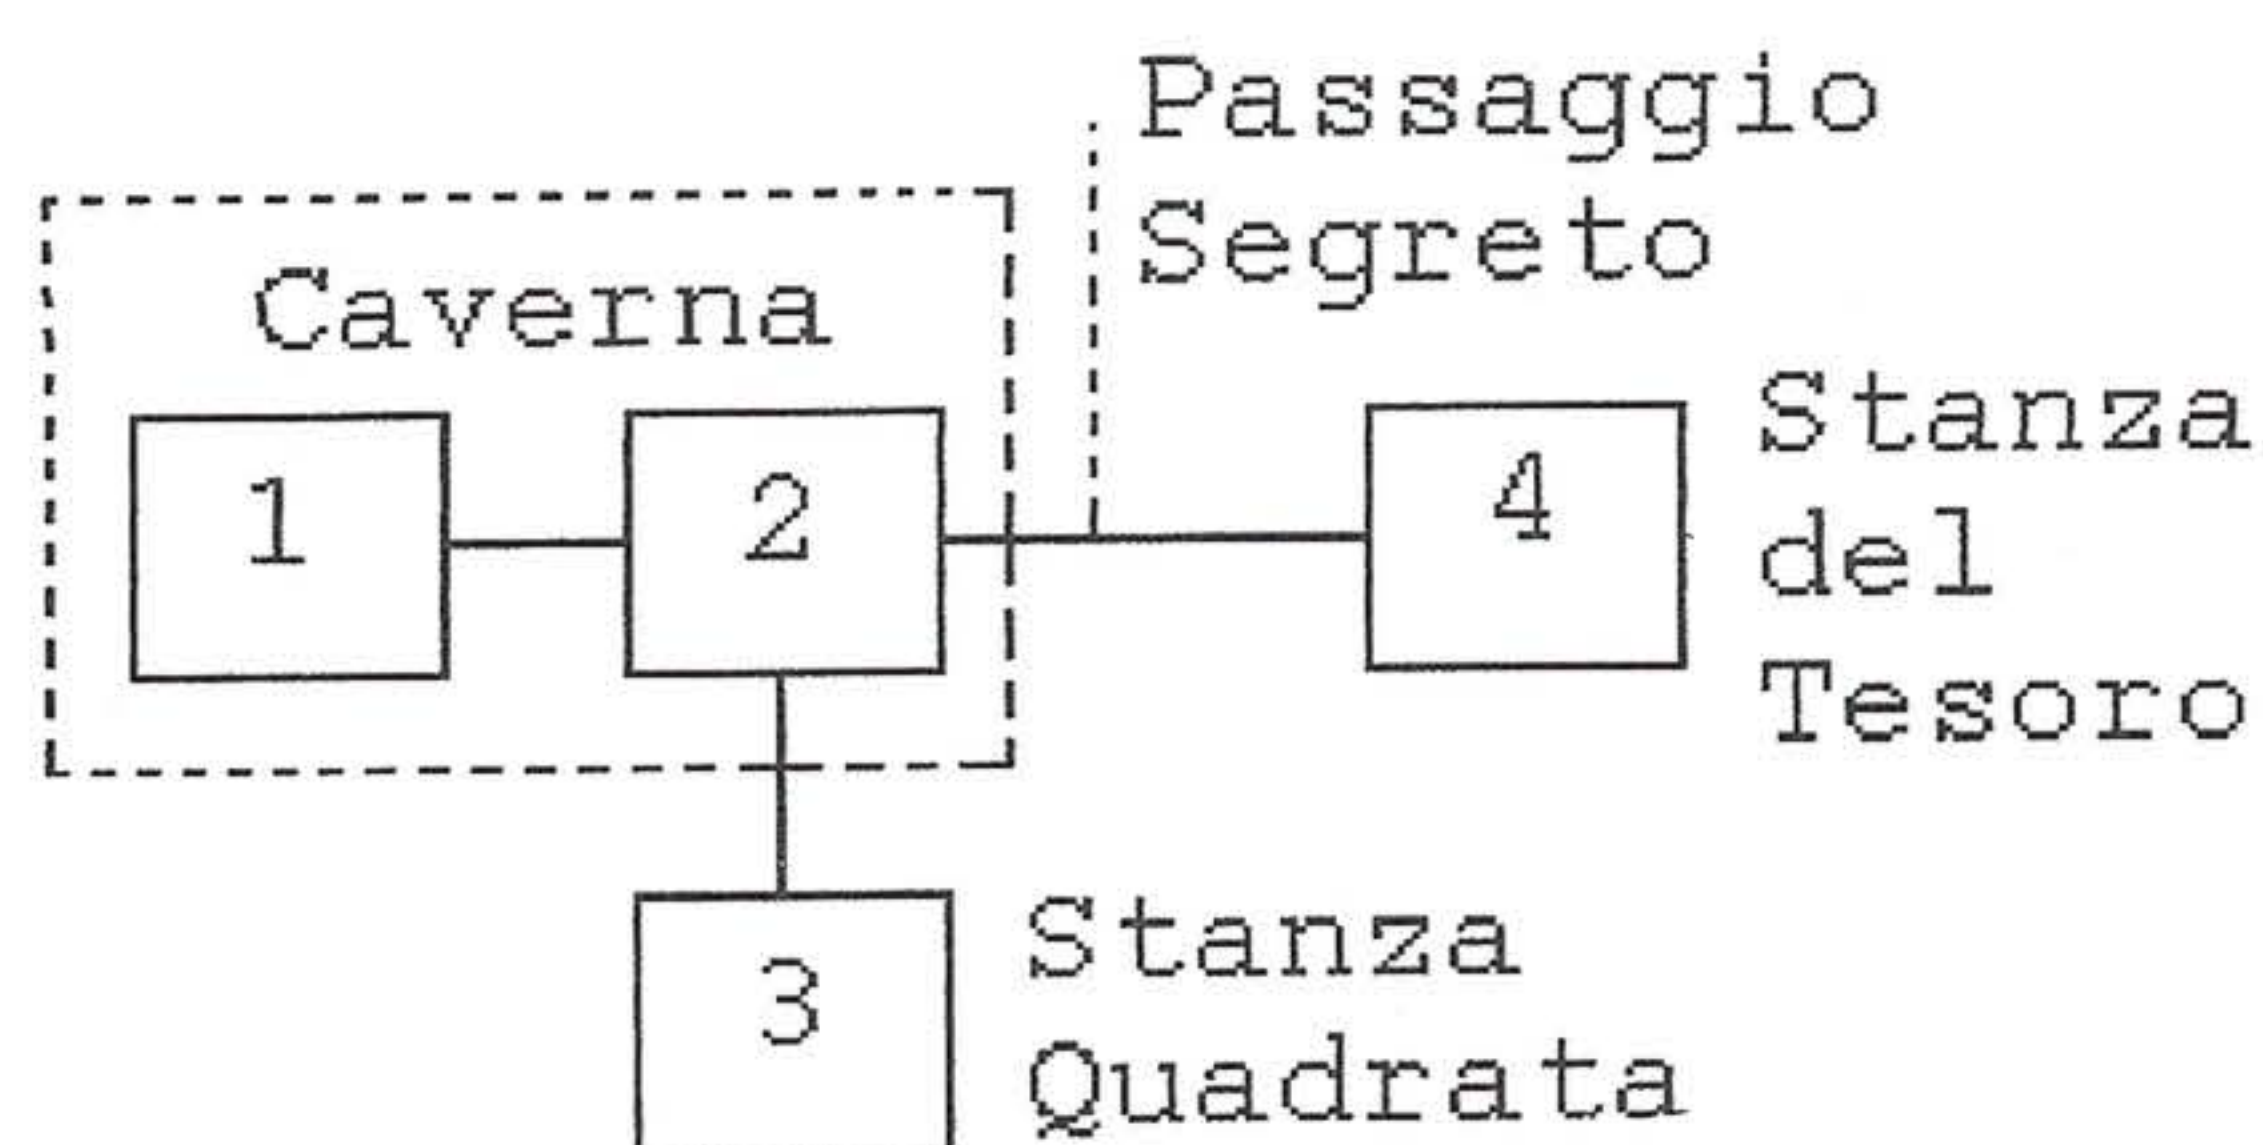 Passaggio
Segreto
Caverna
1
2
4
Stanza
del
Tesoro
3
Stanza
Quadrata